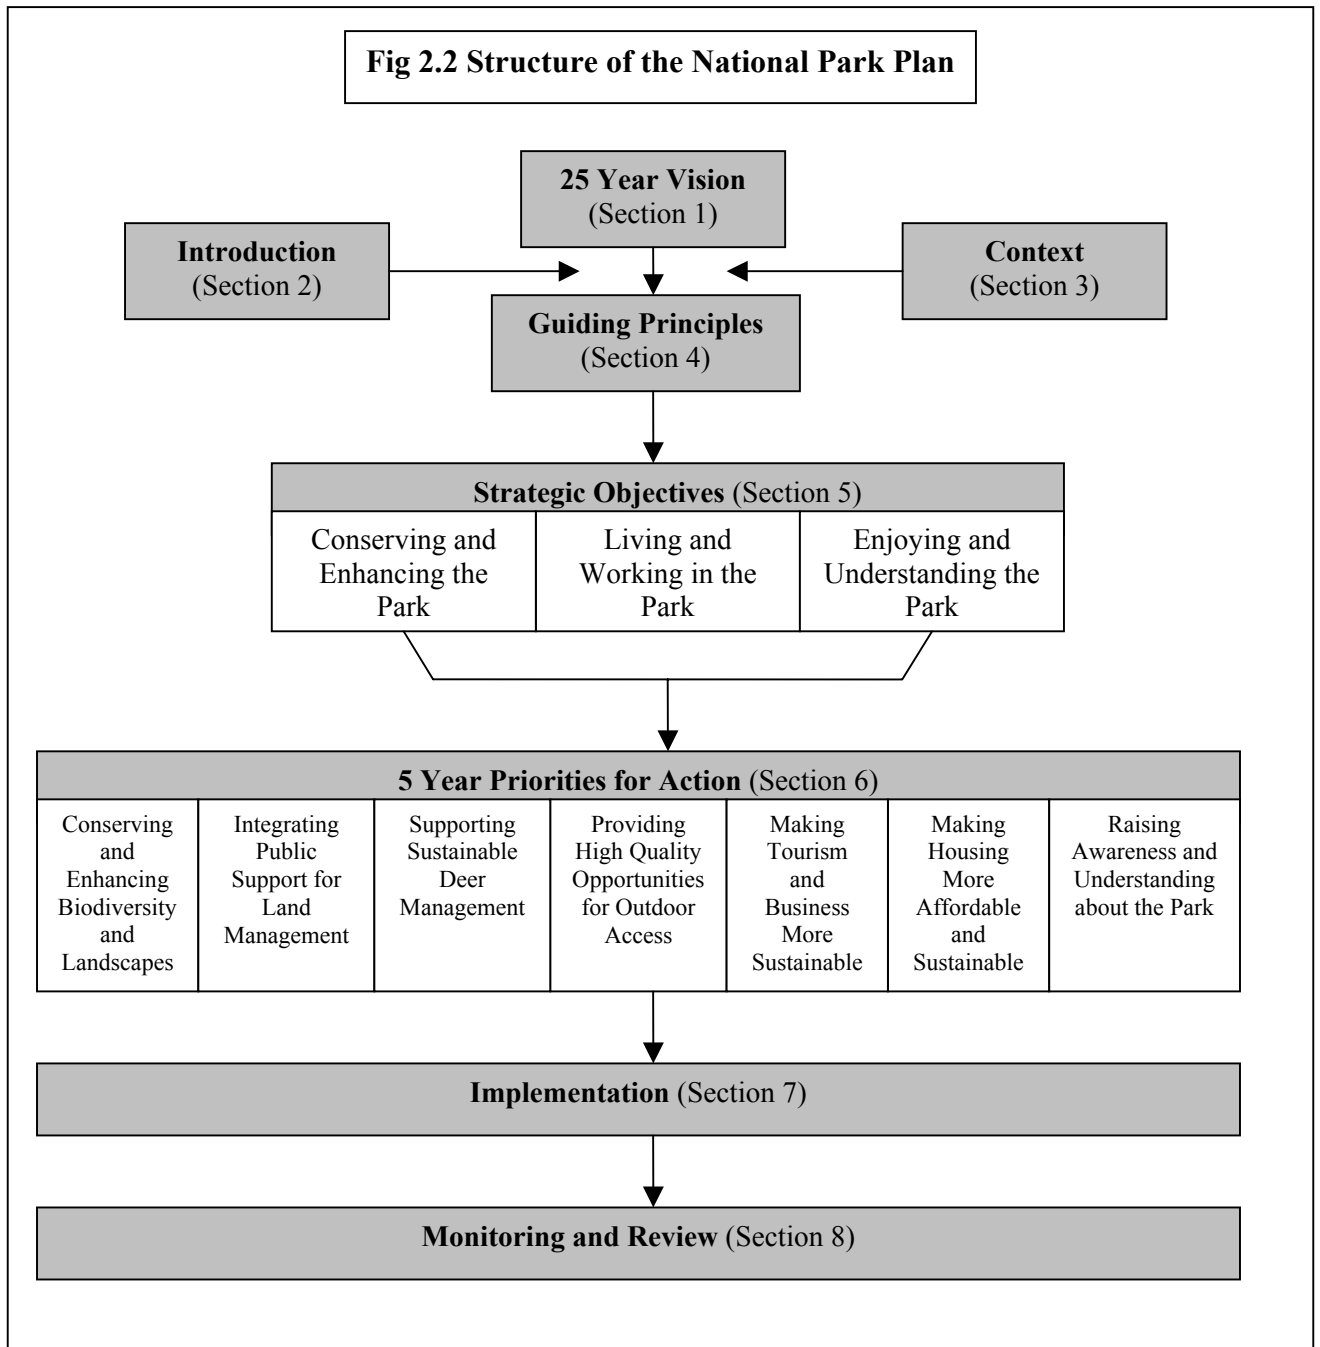 Fig 2.2 Structure of the National Park Plan
25 Year Vision
(Section 1)
Introduction
(Section 2)
Context
(Section 3)
Guiding Principles
(Section 4)
Strategic Objectives (Section 5)
Conserving and
Enhancing the
Park
Living and
Working in the
Park
Enjoying and
Understanding the
Park
5 Year Priorities for Action (Section 6)
Conserving
and
Enhancing
Biodiversity
and
Landscapes
Integrating
Public
Support for
Land
Management
Supporting
Sustainable
Deer
Management
Providing
High Quality
Opportunities
for Outdoor
Access
Making
Tourism
and
Business
More
Sustainable
Making
Housing
More
Affordable
and
Sustainable
Raising
Awareness and
Understanding
about the Park
Implementation (Section 7)
Monitoring and Review (Section 8)